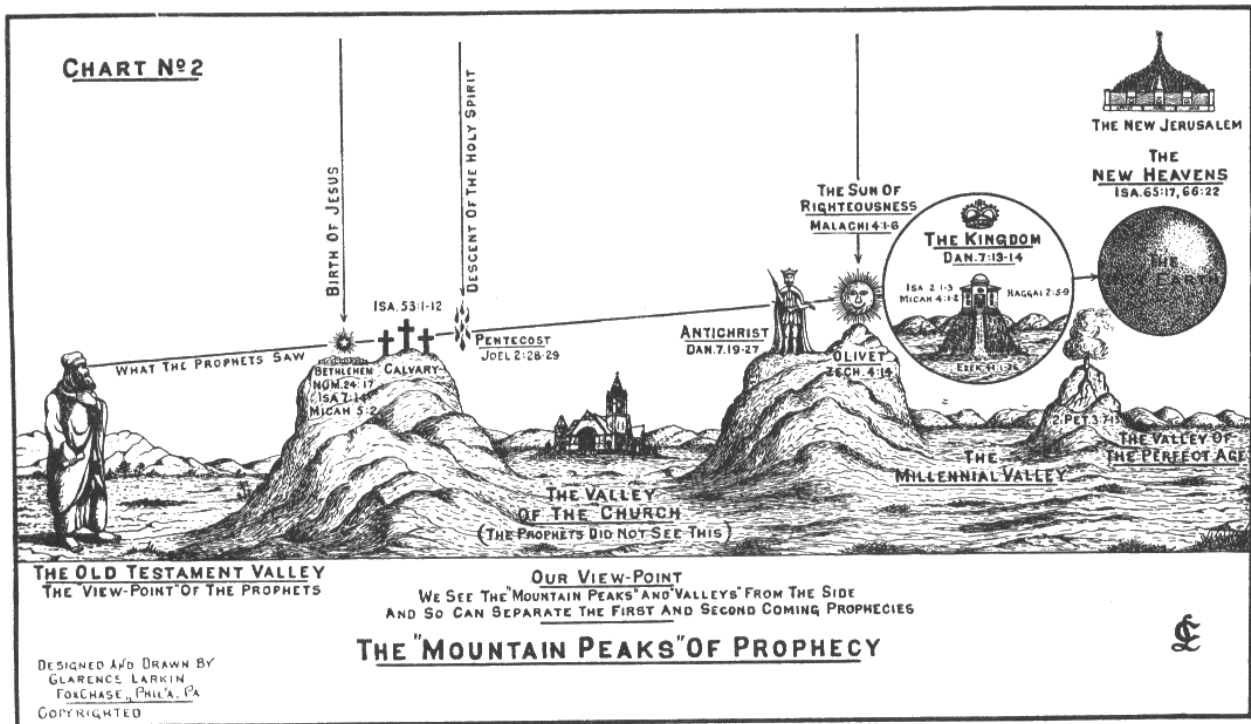 CHART Nº 2
BIRTH OF JESUS
DESCENT OF THE HOLY SPIRIT
THE NEW JERUSALEM
THE
NEW HEAVENS
ISA. 65:17, 66:22
THE SUN OF
RIGHTEOUSNESS
MALACHI 4:1-6
THE KINGDOM
DAN. 7:13-14
ISA 2:1-3
MICAH 4:1-2
HAGGAI 2:5-9
THE
EARTH
ISA. 53:1-12
PENTECOST
JOEL 2:28-29
ANTICHRIST
DAN. 7.19-27
WHAT THE PROPHETS SAW
BETHLEHEM
NUM. 24:17
ISA 7:14
MICAH 5:2
CALVARY
OLIVET
ZECH. 4:14
2. PET. 3:7-13
THE VALLEY OF
THE PERFECT AGE
THE
MILLENNIAL VALLEY
THE VALLEY
OF THE CHURCH
(THE PROPHETS DID NOT SEE THIS)
THE OLD TESTAMENT VALLEY
THE "VIEW-POINT" OF THE PROPHETS
OUR VIEW-POINT
WE SEE THE "MOUNTAIN PEAKS" AND "VALLEYS" FROM THE SIDE
AND SO CAN SEPARATE THE FIRST AND SECOND COMING PROPHECIES
THE "MOUNTAIN PEAKS" OF PROPHECY
DESIGNED AND DRAWN BY
CLARENCE LARKIN
FOXCHASE, PHIL'A. PA
COPYRIGHTED